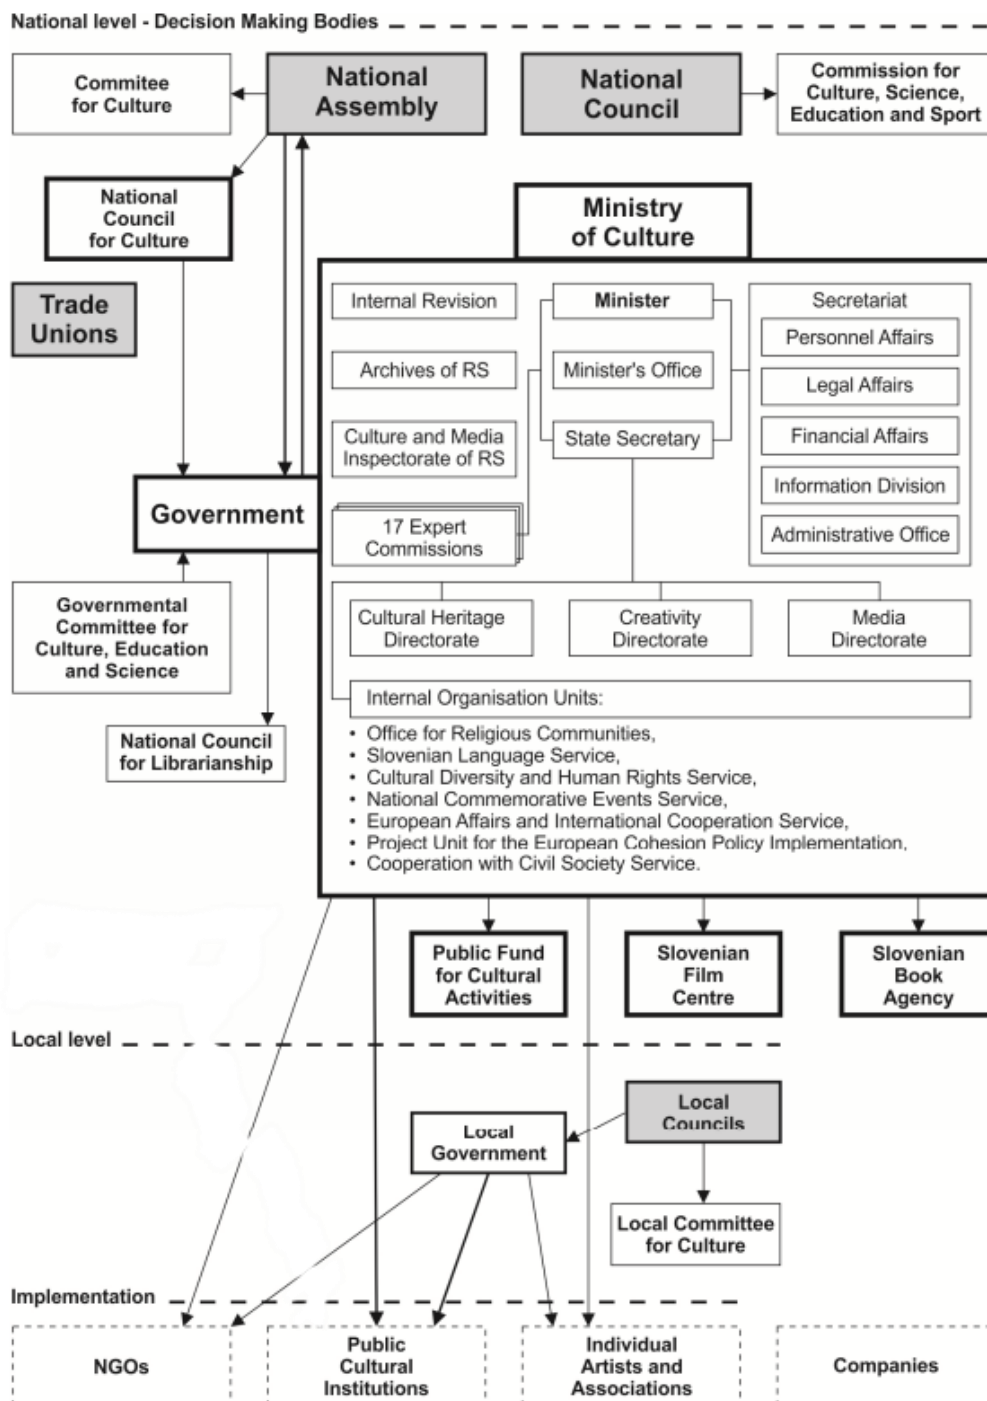 National level - Decision Making Bodies
Commitee
for Culture
National
Assembly
National
Council
Commission for
Culture, Science,
Education and Sport
National
Council
for Culture
Ministry
of Culture
Trade
Unions
Internal Revision
Minister
Secretariat
Personnel Affairs
Archives of RS
Minister's Office
Legal Affairs
Culture and Media
Inspectorate of RS
State Secretary
Financial Affairs
Information Division
Government
17 Expert
Commissions
Administrative Office
Governmental
Committee for
Culture, Education
and Science
Cultural Heritage
Directorate
Creativity
Directorate
Media
Directorate
Internal Organisation Units:
National Council
for Librarianship
• Office for Religious Communities,
• Slovenian Language Service,
• Cultural Diversity and Human Rights Service,
• National Commemorative Events Service,
• European Affairs and International Cooperation Service,
• Project Unit for the European Cohesion Policy Implementation,
• Cooperation with Civil Society Service.
Public Fund
for Cultural
Activities
Slovenian
Film
Centre
Slovenian
Book
Agency
Local level
Local
Councils
Local
Government
Local Committee
for Culture
Implementation
NGOs
Public
Cultural
Institutions
Individual
Artists and
Associations
Companies